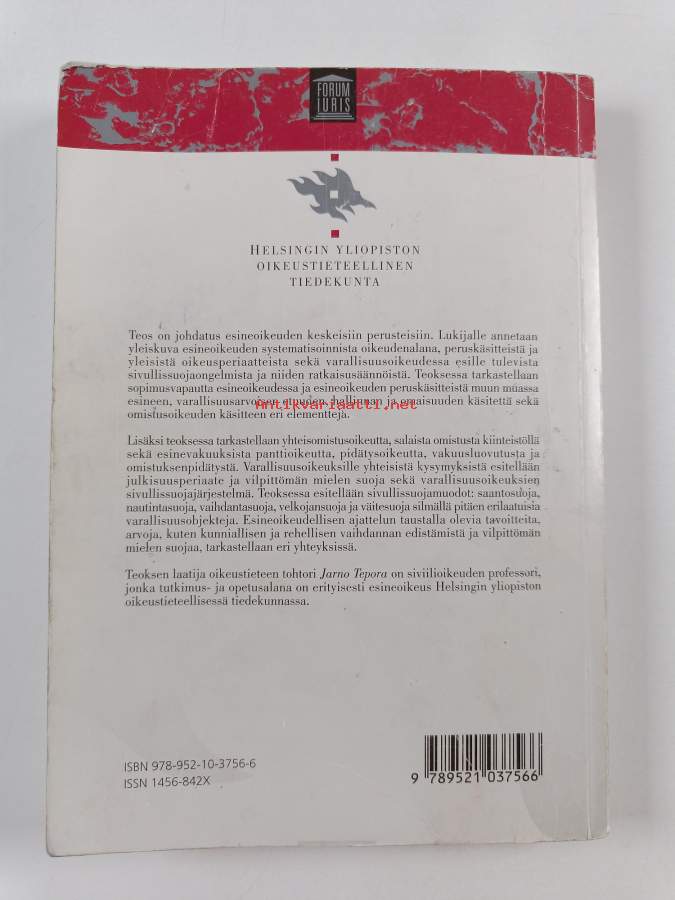 FORUM
IURIS
HELSINGIN YLIOPISTON
OIKEUSTIETEELLINEN
TIEDEKUNTA
Teos on johdatus esineoikeuden keskeisiin perusteisiin. Lukijalle annetaan
yleiskuva esineoikeuden systematisoinnista oikeudenalana, peruskäsitteistä ja
yleisistä oikeusperiaatteista sekä varallisuusoikeudessa esille tulevista
sivullissuojaongelmista ja niiden ratkaisusäännöistä. Teoksessa tarkastellaan
sopimusvapautta esineoikeudessa ja esineoikeuden peruskäsitteistä muun muassa
esineen, varallisuusarvoisen etuuden, hallinnan ja omaisuuden käsitettä sekä
Antikvariaatti.net
omistusoikeuden käsitteen eri elementtejä.
Lisäksi teoksessa tarkastellaan yhteisomistusoikeutta, salaista omistusta kiinteistöllä
sekä esinevakuuksista panttioikeutta, pidätysoikeutta, vakuusluovutusta ja
omistuksenpidätystä. Varallisuusoikeuksille yhteisistä kysymyksistä esitellään
julkisuusperiaate ja vilpittömän mielen suoja sekä varallisuusoikeuksien
sivullissuojajärjestelmä. Teoksessa esitellään sivullissuojamuodot: saantosuoja,
nautintasuoja, vaihdantasuoja, velkojansuoja ja väitesuoja silmällä pitäen erilaatuisia
varallisuusobjekteja. Esineoikeudellisen ajattelun taustalla olevia tavoitteita,
arvoja, kuten kunniallisen ja rehellisen vaihdannan edistämistä ja vilpittömän
mielen suojaa, tarkastellaan eri yhteyksissä.
Teoksen laatija oikeustieteen tohtori Jarno Tepora on siviilioikeuden professori,
jonka tutkimus- ja opetusalana on erityisesti esineoikeus Helsingin yliopiston
oikeustieteellisessä tiedekunnassa.
ISBN 978-952-10-3756-6
ISSN 1456-842X
9 789521 037566